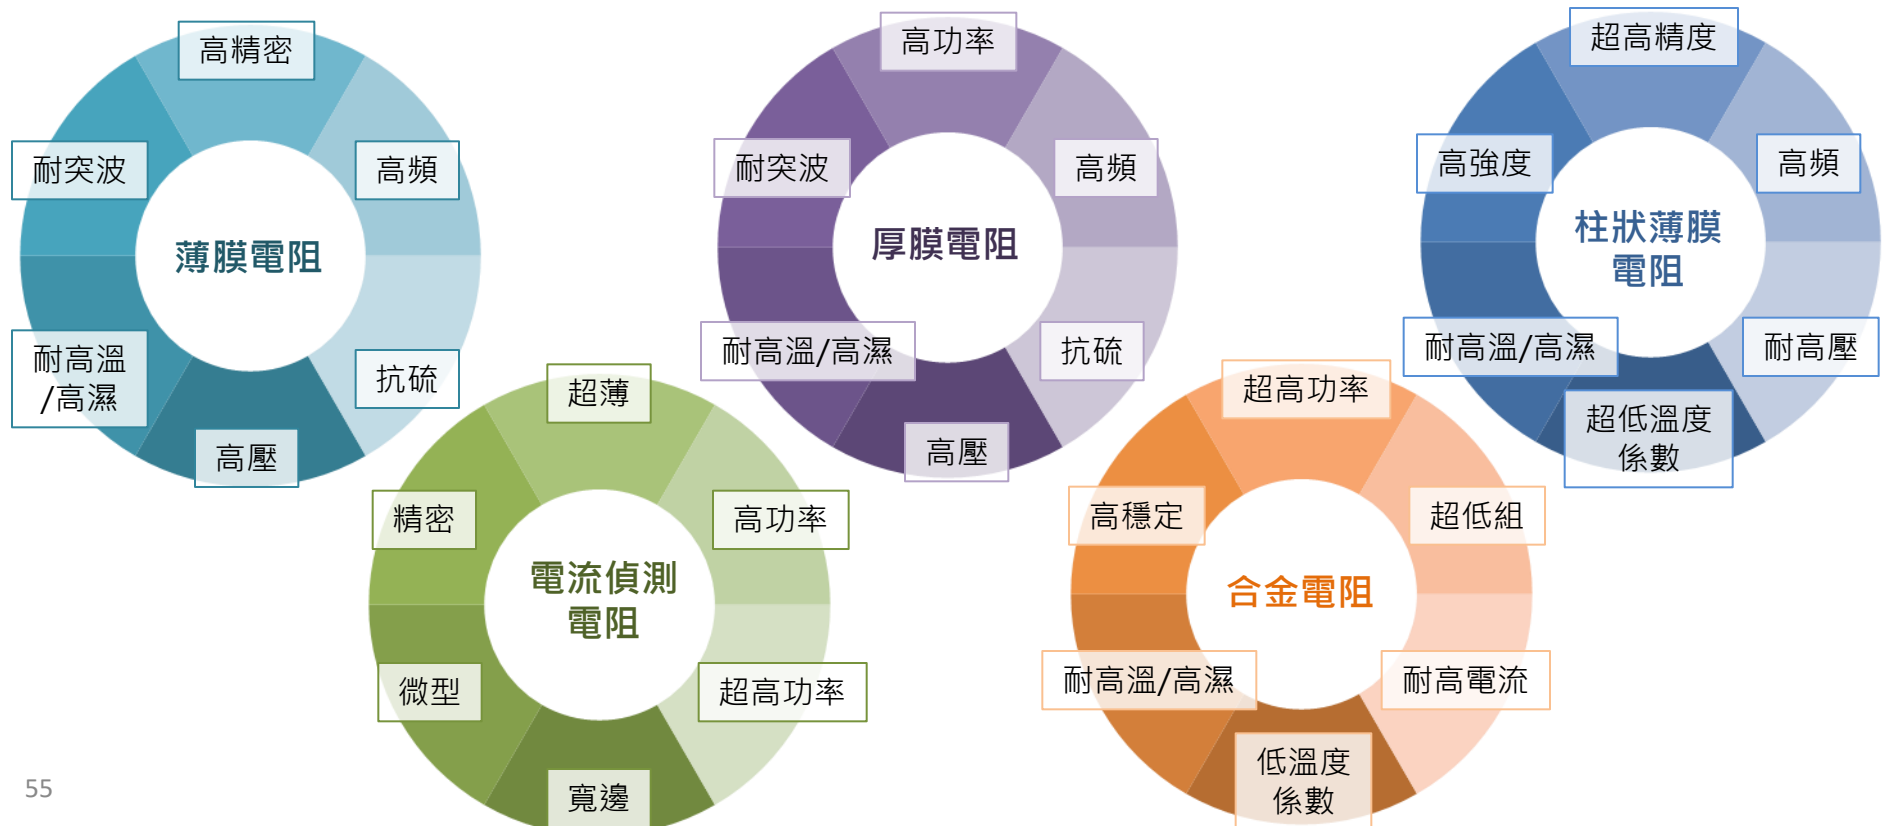 高精密
耐突波
高頻
薄膜電阻
耐高溫
/高濕
抗硫
高壓
超薄
精密
高功率
電流偵測
電阻
微型
超高功率
寬邊
高功率
耐突波
高頻
厚膜電阻
耐高溫/高濕
抗硫
高壓
超高功率
高穩定
超低組
合金電阻
耐高溫/高濕
耐高電流
低溫度
係數
超高精度
高強度
高頻
柱狀薄膜
電阻
耐高溫/高濕
耐高壓
超低溫度
係數
55